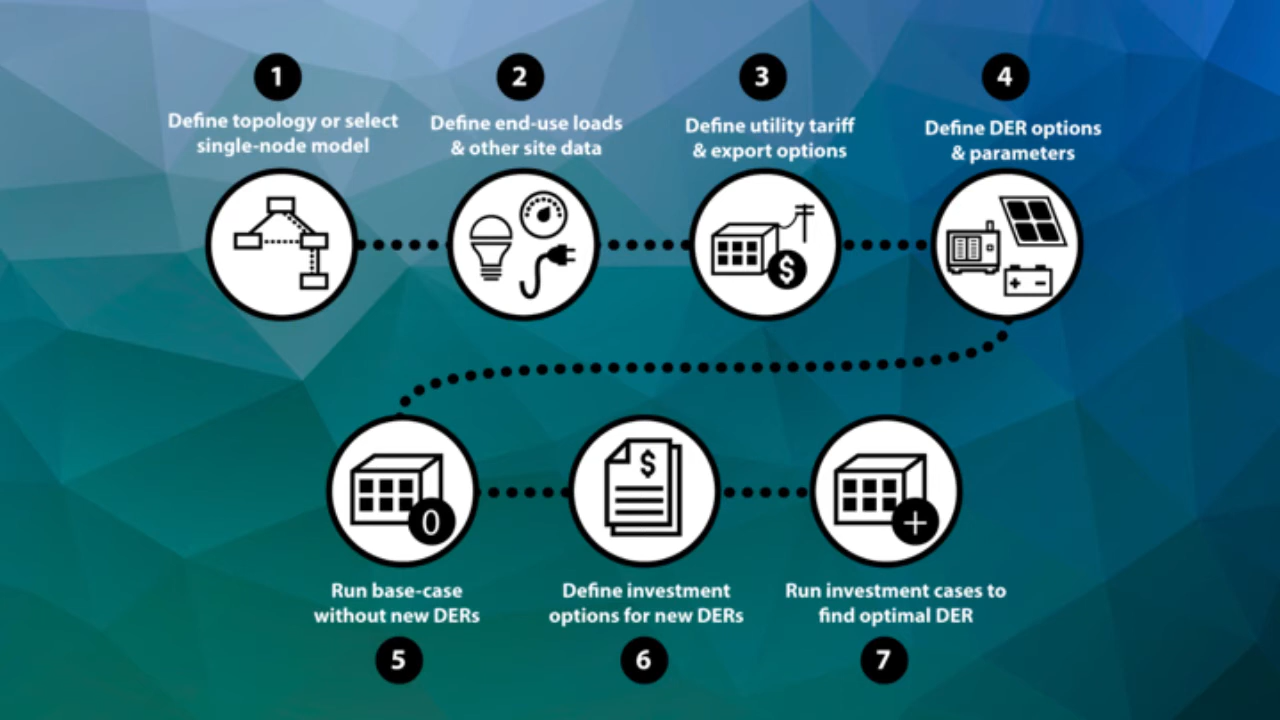 1
Define topology or select
single-node model
2
Define end-use loads
& other site data
3
Define utility tariff
& export options
$
4
Define DER options
& parameters
+ -
0
Run base-case
without new DERs
5
$
Define investment
options for new DERs
6
+
Run investment cases to
find optimal DER
7